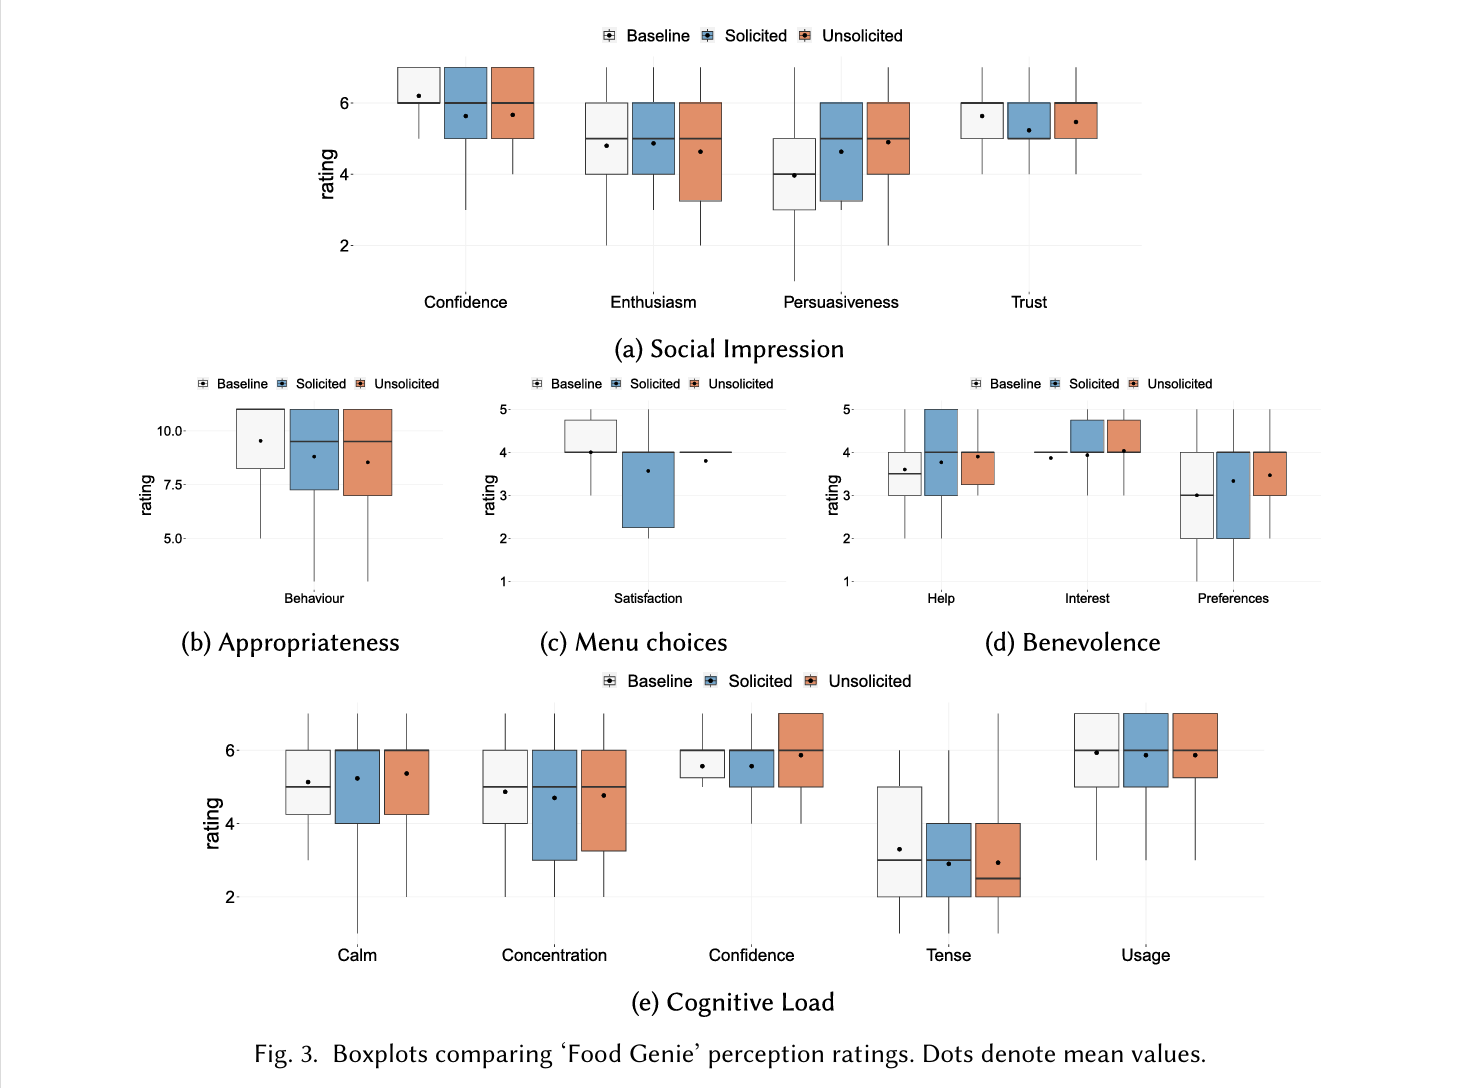 Baseline Solicited Unsolicited
6
4
2
rating
Confidence Enthusiasm Persuasiveness Trust
(a) Social Impression
Baseline Solicited Unsolicited
10.0
7.5
5.0
rating
Behaviour
(b) Appropriateness
Baseline Solicited Unsolicited
5
4
3
2
1
rating
Satisfaction
(c) Menu choices
Baseline Solicited Unsolicited
5
4
3
2
1
rating
Help Interest Preferences
(d) Benevolence
Baseline Solicited Unsolicited
6
4
2
rating
Calm Concentration Confidence Tense Usage
(e) Cognitive Load
Fig. 3. Boxplots comparing ‘Food Genie’ perception ratings. Dots denote mean values.